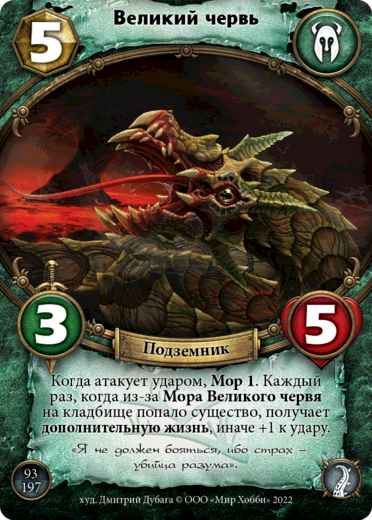 Великий червь
5
3
5
Подземник
Когда атакует ударом, Мор 1. Каждый
раз, когда из-за Мора Великого червя
на кладбище попало существо, получает
дополнительную жизнь, иначе +1 к удару.
«Я не должен бояться, ибо страх –
убийца разума».
93
197
худ. Дмитрий Дубяга © ООО «Мир Хобби» 2022